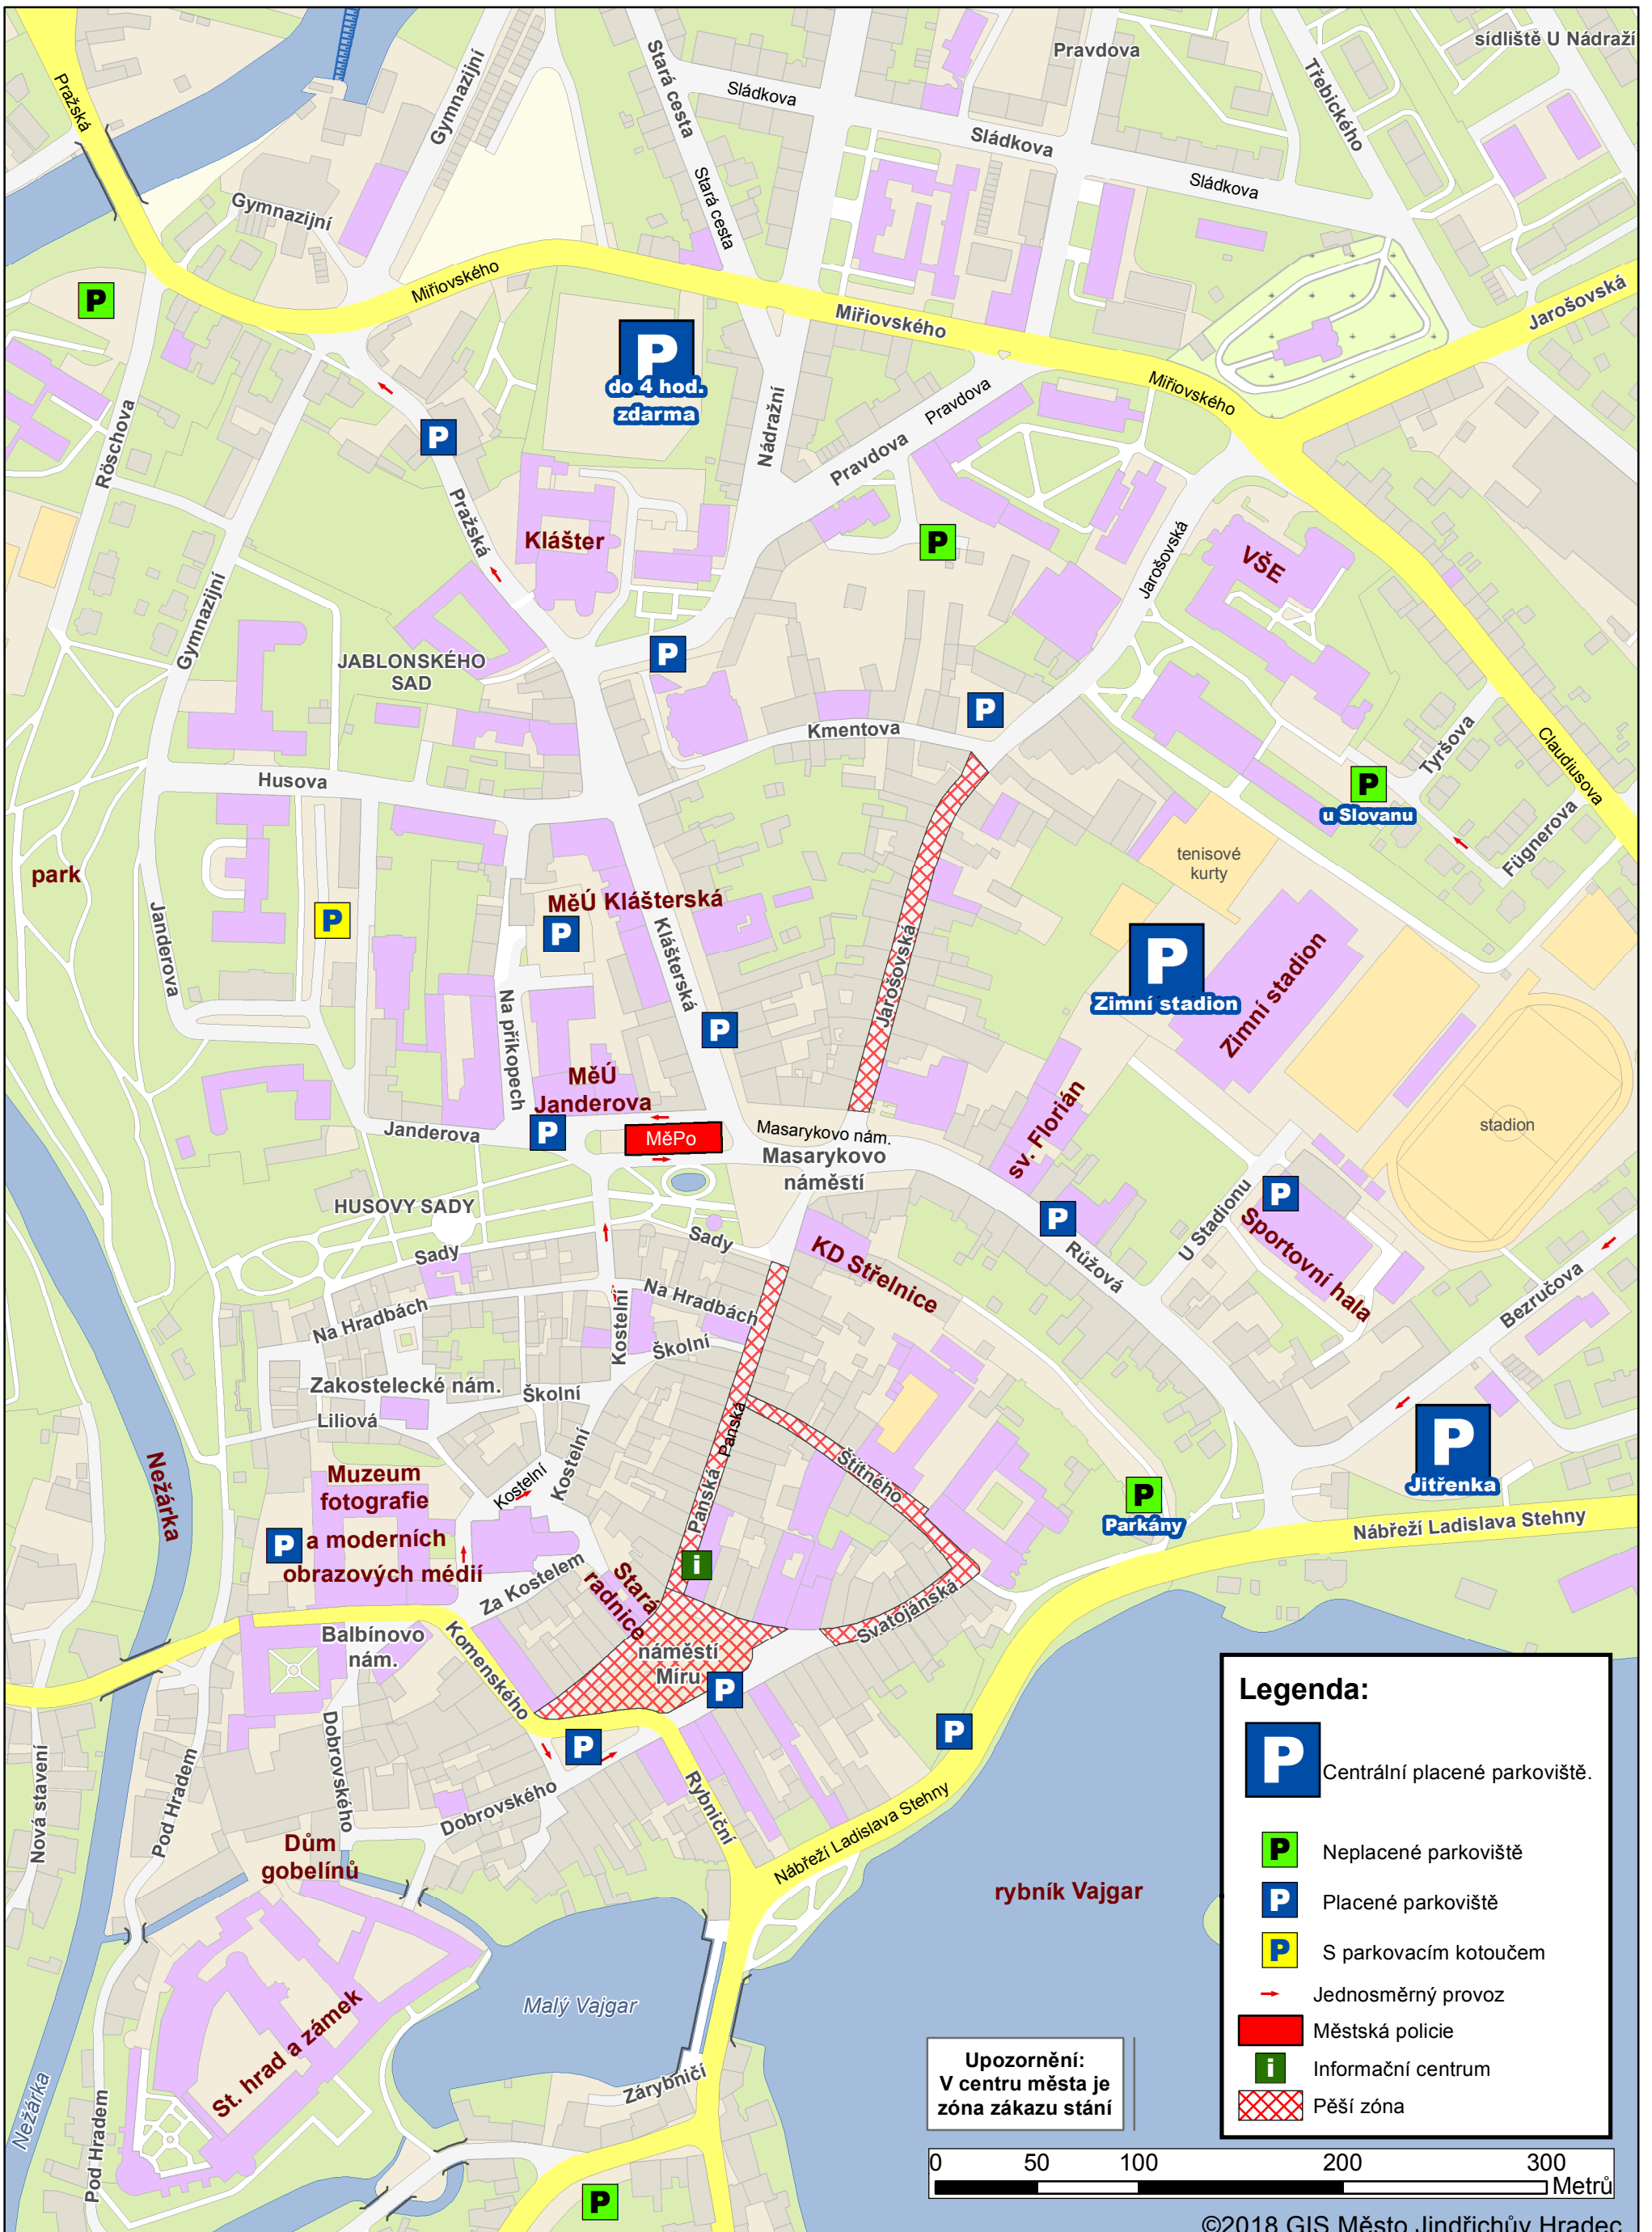 Pražská
Gymnazijní
Stará cesta
Sládkova
Pravdova
Třebického
sídliště U Nádraží
Sládkova
Sládkova
Stará cesta
Gymnazijní
Miřiovského
Miřiovského
Jarošovská
P
P
do 4 hod.
zdarma
Röschova
P
Nádražní
Pravdova
Pravdova
Miřiovského
Pražská
Klášter
P
Jarošovská
VŠE
Gymnazijní
JABLONSKÉHO
SAD
P
P
Kmentova
Tyršova
Claudiusova
Husova
P
u Slovanu
Fügnerova
tenisové
kurty
park
Janderova
P
MěÚ Klášterská
P
Klášterská
Jarošovská
P
Zimní stadion
Zimní stadion
Na příkopech
P
MěÚ
Janderova
Janderova
P
MěPo
Masarykovo nám.
Masarykovo
náměstí
sv. Florián
stadion
HUSOVY SADY
Sady
Sady
KD Střelnice
P
Růžová
U Stadionu
P
Sportovní hala
Bezručova
Na Hradbách
Na Hradbách
Kostelní
Školní
Zakostelecké nám.
Školní
Liliová
Kostelní
Kostelní
Panská
Panská
Štítného
P
Jitřenka
P
Parkány
Nábřeží Ladislava Stehny
Nežárka
Muzeum
fotografie
P
a moderních
obrazových médií
Za Kostelem
Stará
radnice
i
Svatojánská
Balbínovo
nám.
Komenského
náměstí
Míru
P
P
P
Dobrovského
Dobrovského
Rybniční
Nábřeží Ladislava Stehny
Nová stavení
Pod Hradem
Dům
gobelínů
rybník Vajgar
St. hrad a zámek
Malý Vajgar
Zárybničí
Nežárka
Pod Hradem
P
Legenda:
P Centrální placené parkoviště.
P Neplacené parkoviště
P Placené parkoviště
P S parkovacím kotoučem
Jednosměrný provoz
Městská policie
i Informační centrum
Pěší zóna
Upozornění:
V centru města je
zóna zákazu stání
0 50 100 200 300
Metrů
©2018 GIS Město Jindřichův Hradec